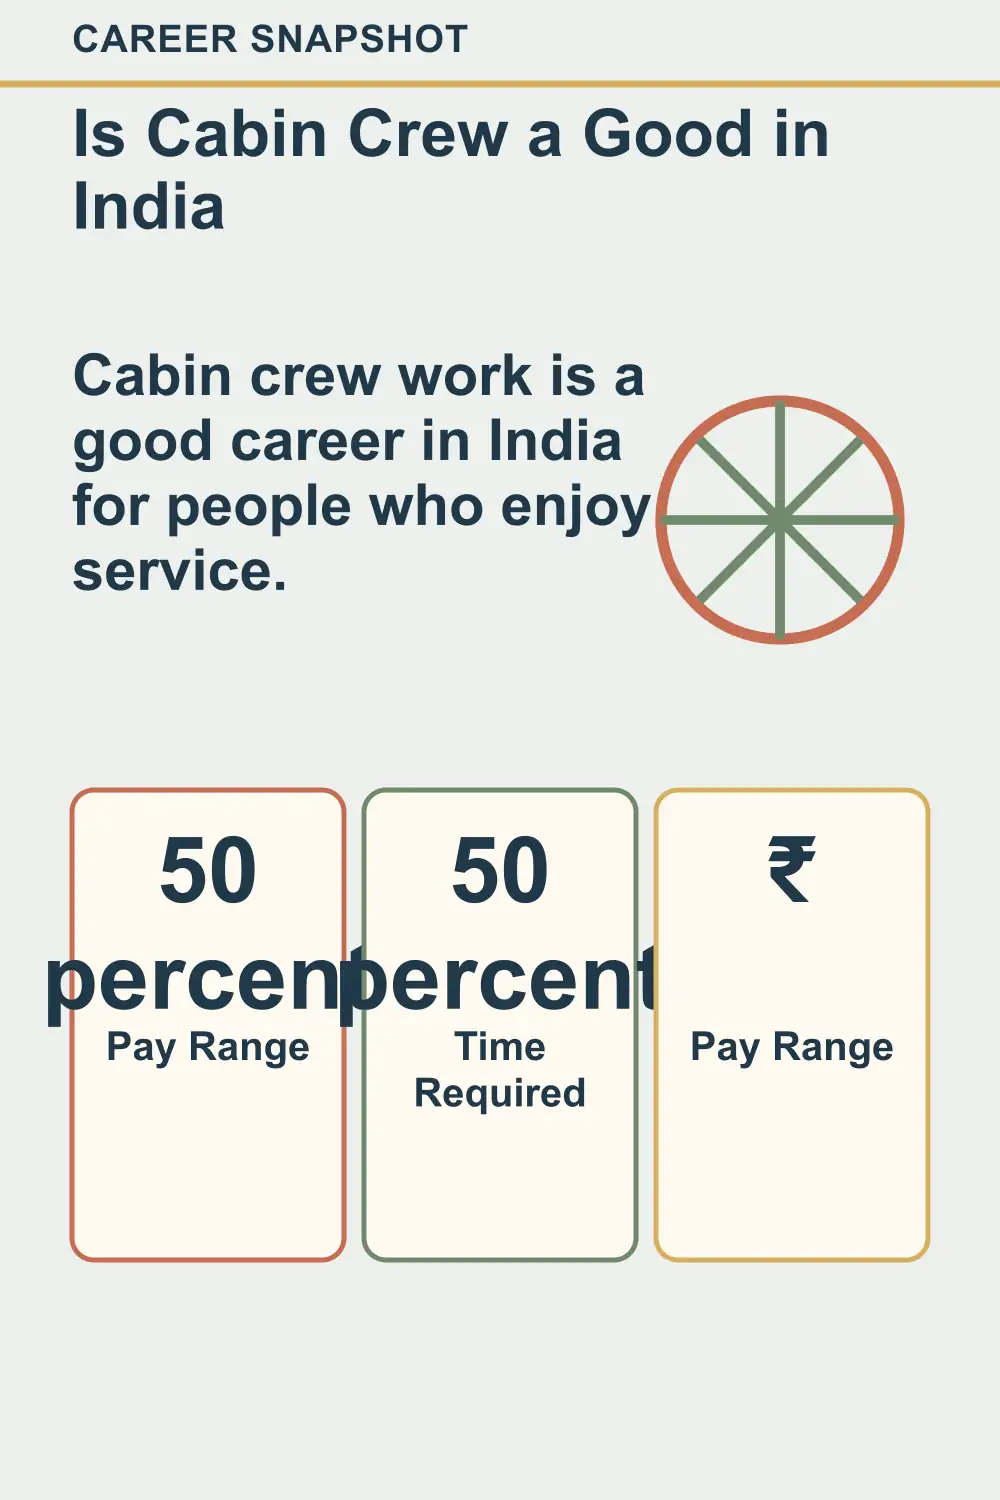 CAREER SNAPSHOT
Is Cabin Crew a Good in
India
Cabin crew work is a
good career in India
for people who enjoy
service.
50
percent
Pay Range
50
percent
Time
Required
₹
Pay Range